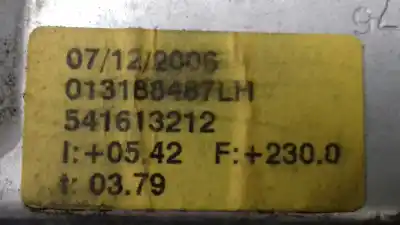 07/12/2006
013188487LH
541613212
I:+05.42 F:+230.0
t: 03.79